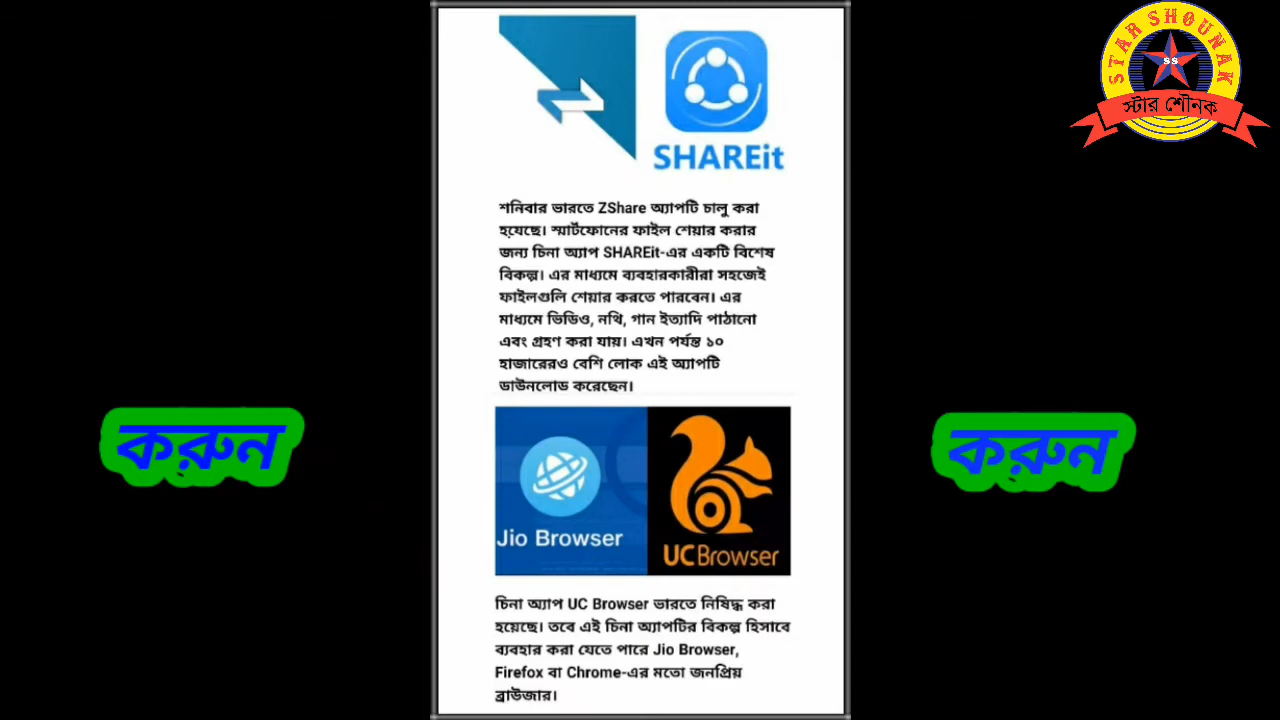 STAR SHOUNAK
SS
স্টার শৌনক
SHAREit
শনিবার ভারতে ZShare অ্যাপটি চালু করা
হয়েছে। স্মার্টফোনের ফাইল শেয়ার করার
জন্য চিনা অ্যাপ SHAREit-এর একটি বিশেষ
বিকল্প। এর মাধ্যমে ব্যবহারকারীরা সহজেই
ফাইলগুলি শেয়ার করতে পারবেন। এর
মাধ্যমে ভিডিও, নথি, গান ইত্যাদি পাঠানো
এবং গ্রহণ করা যায়। এখন পর্যন্ত ১০
হাজারেরও বেশি লোক এই অ্যাপটি
ডাউনলোড করেছেন।
করুন
করুন
Jio Browser
UC Browser
চিনা অ্যাপ UC Browser ভারতে নিষিদ্ধ করা
হয়েছে। তবে এই চিনা অ্যাপটির বিকল্প হিসাবে
ব্যবহার করা যেতে পারে Jio Browser,
Firefox বা Chrome-এর মতো জনপ্রিয়
ব্রাউজার।